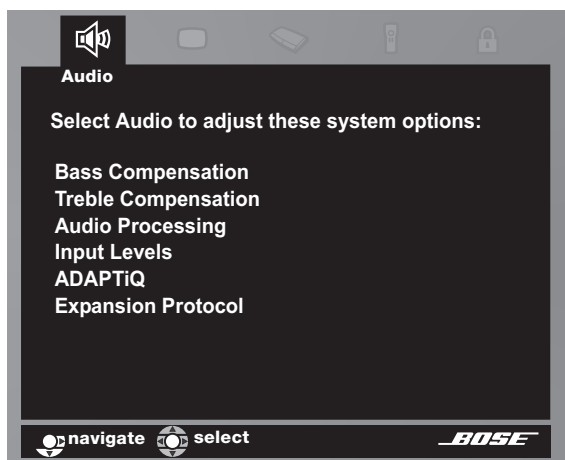 Audio
Select Audio to adjust these system options:
Bass Compensation
Treble Compensation
Audio Processing
Input Levels
ADAPTiQ
Expansion Protocol
navigate select BOSE